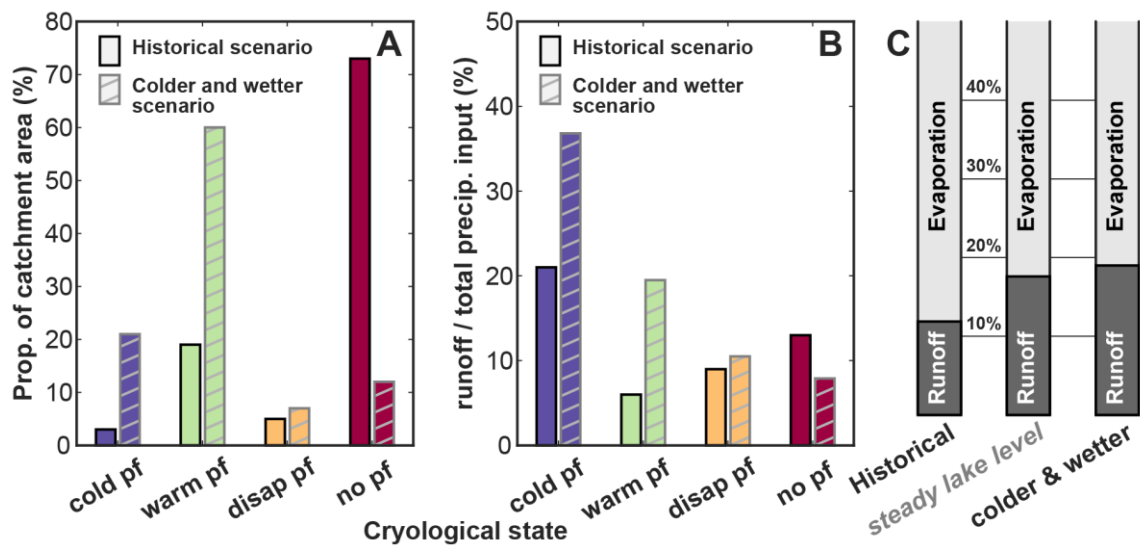 Prop. of catchment area (%)
80
70
60
50
40
30
20
10
0
A
Historical scenario
Colder and wetter
scenario
cold pf
warm pf
disap pf
no pf
runoff / total precip. input (%)
50
40
30
20
10
0
B
Historical scenario
Colder and wetter
scenario
cold pf
warm pf
disap pf
no pf
Cryological state
C
40%
30%
20%
10%
Evaporation
Runoff
Evaporation
Runoff
Evaporation
Runoff
Historical
steady lake level
colder & wetter